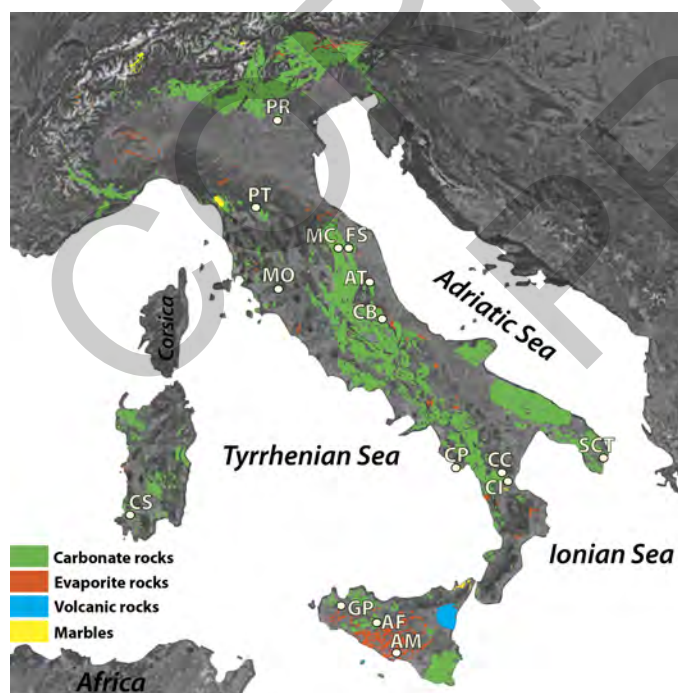 PR
PT
MC FS
MO
AT
CB
Adriatic Sea
Corsica
Tyrrhenian Sea
SCT
CP
CC
CI
CS
Ionian Sea
Carbonate rocks
Evaporite rocks
Volcanic rocks
Marbles
GP
AF
AM
Africa